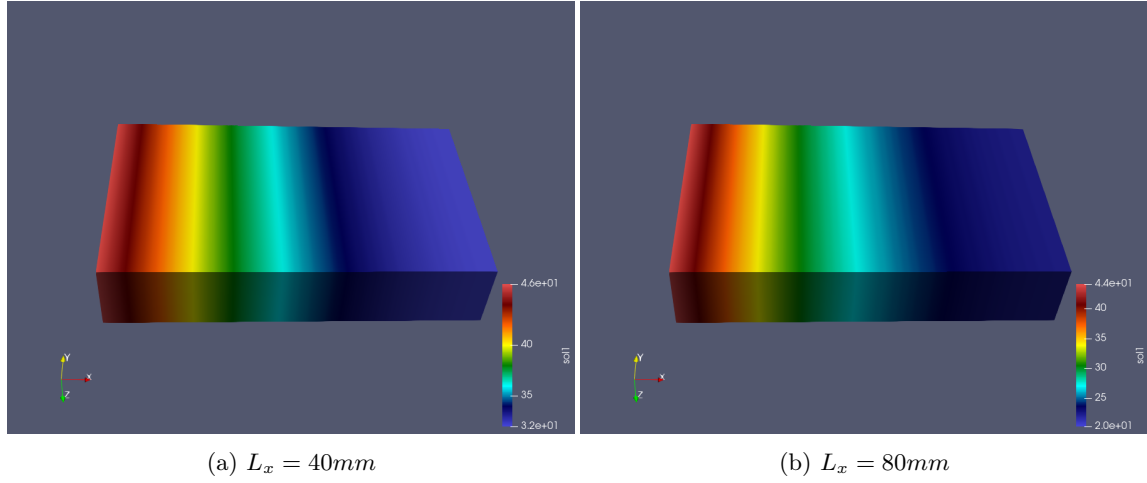 4.6e+01
40
35
3.2e+01
sol1
Y
X
Z
4.4e+01
40
35
30
25
2.0e+01
sol1
Y
X
Z
(a) L_x = 40mm
(b) L_x = 80mm